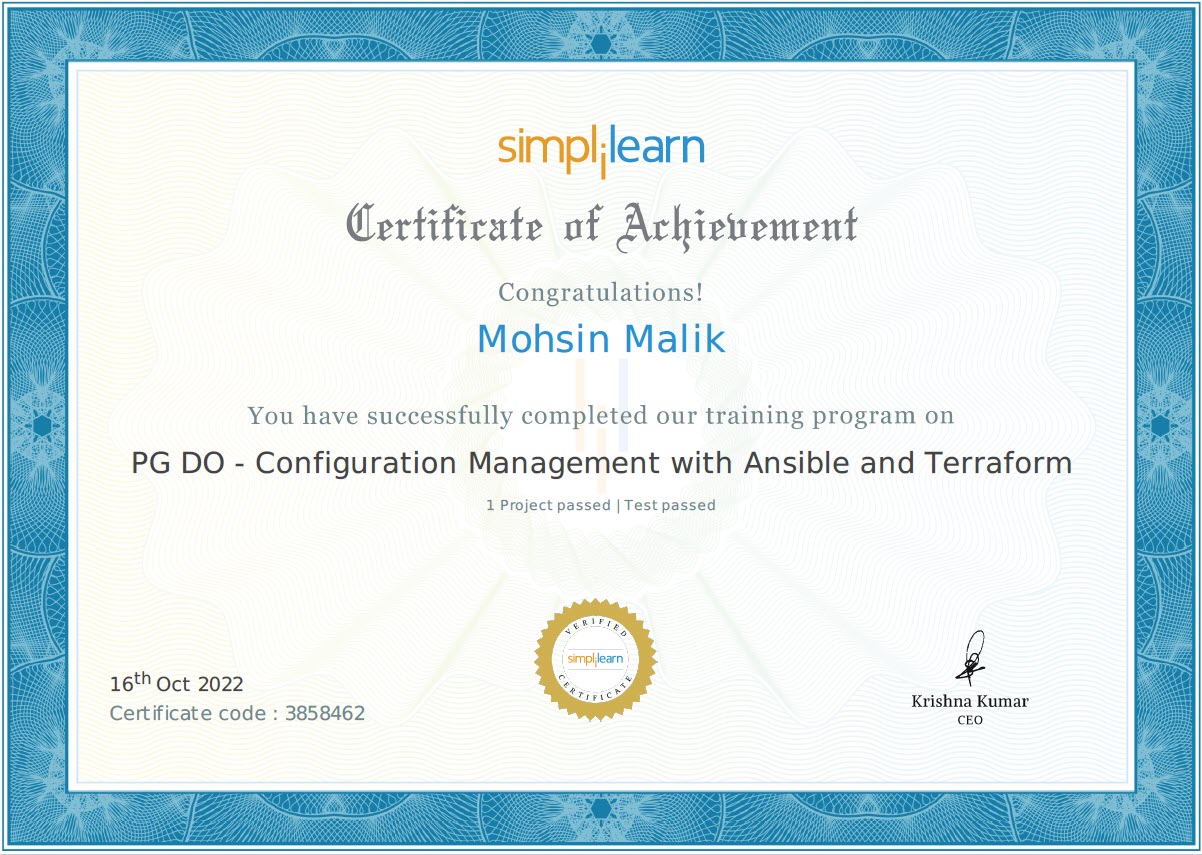 simplilearn
Certificate of Achievement
Congratulations!
Mohsin Malik
You have successfully completed our training program on
PG DO - Configuration Management with Ansible and Terraform
1 Project passed | Test passed
VERIFIED
simplilearn
CERTIFICATE
16th Oct 2022
Certificate code : 3858462
Krishna Kumar
CEO